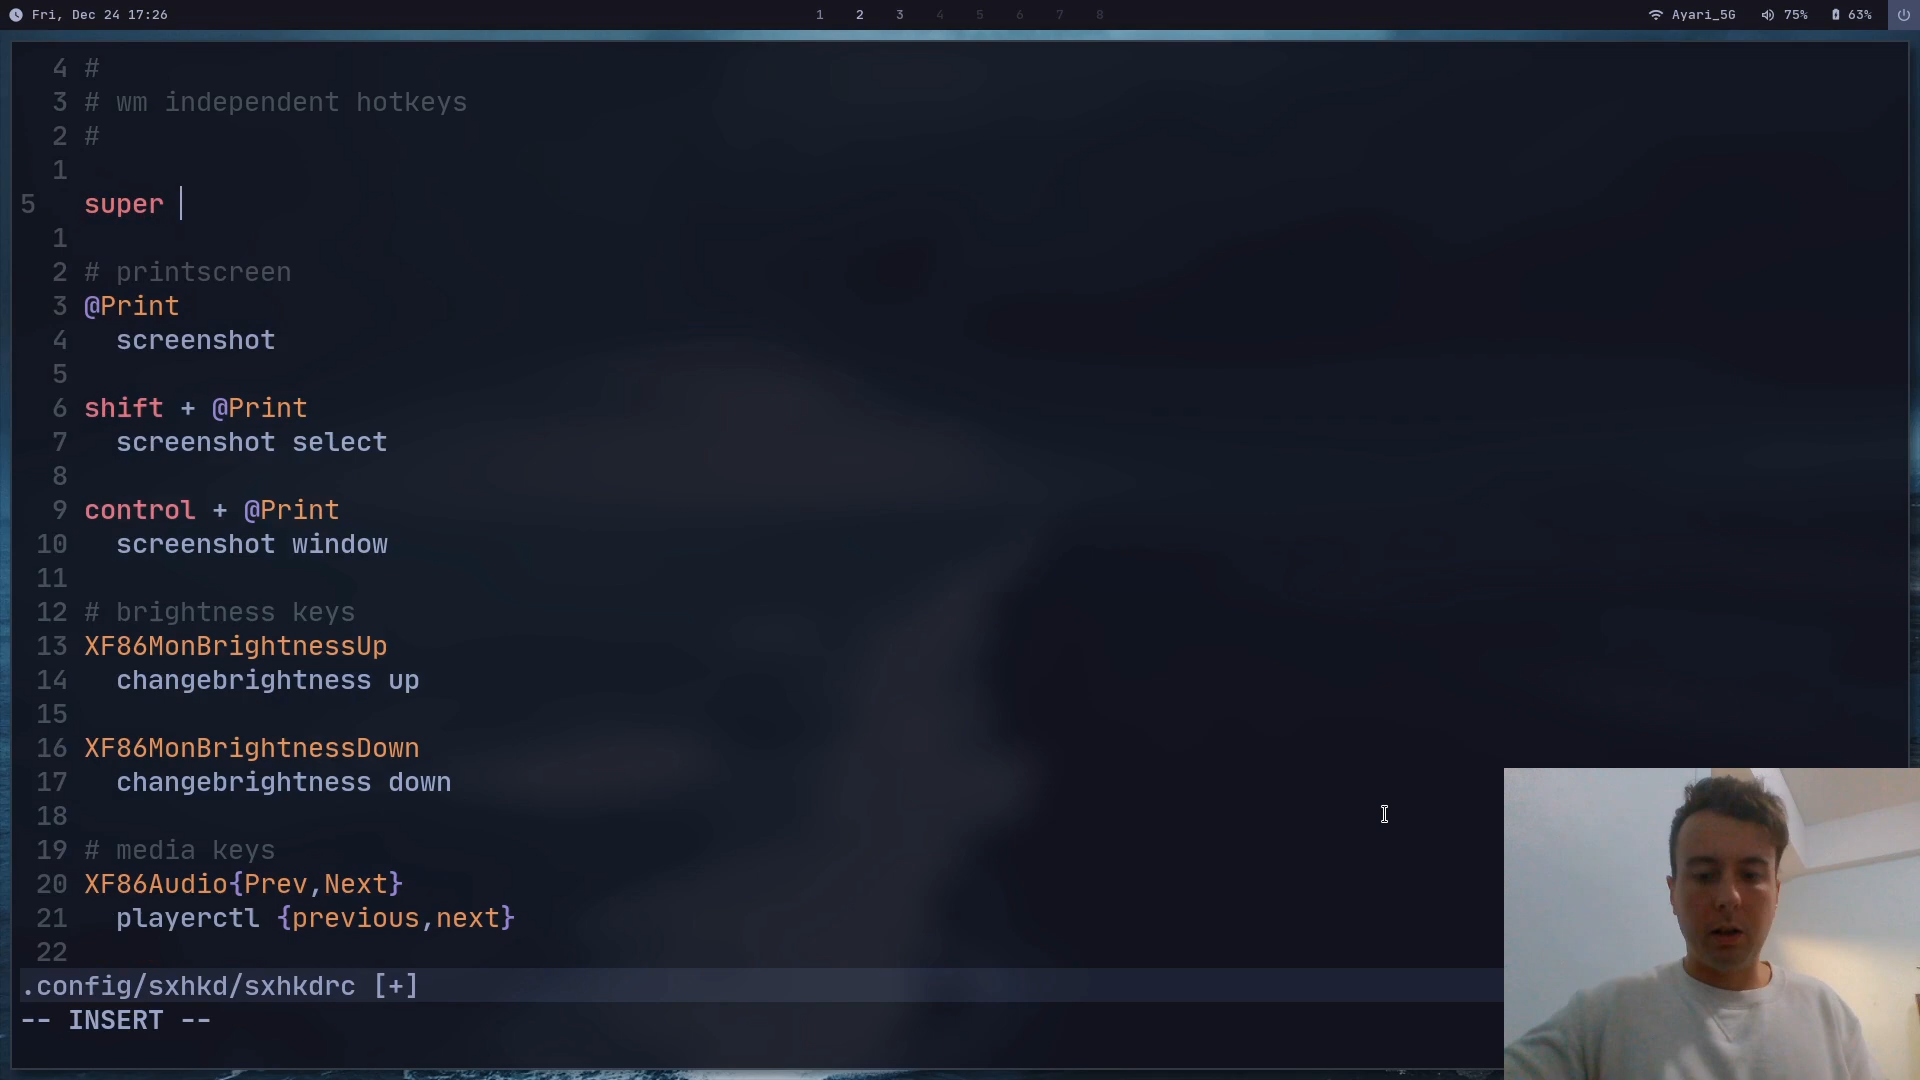 Fri, Dec 24 17:26
1 2 3 4 5 6 7 8
Ayari_5G 75% 63%
4 #
3 # wm independent hotkeys
2 #
1
5 super
1
2 # printscreen
3 @Print
4 screenshot
5
6 shift + @Print
7 screenshot select
8
9 control + @Print
10 screenshot window
11
12 # brightness keys
13 XF86MonBrightnessUp
14 changebrightness up
15
16 XF86MonBrightnessDown
17 changebrightness down
18
19 # media keys
20 XF86Audio{Prev,Next}
21 playerctl {previous,next}
22
.config/sxhkd/sxhkdrc [+]
-- INSERT --